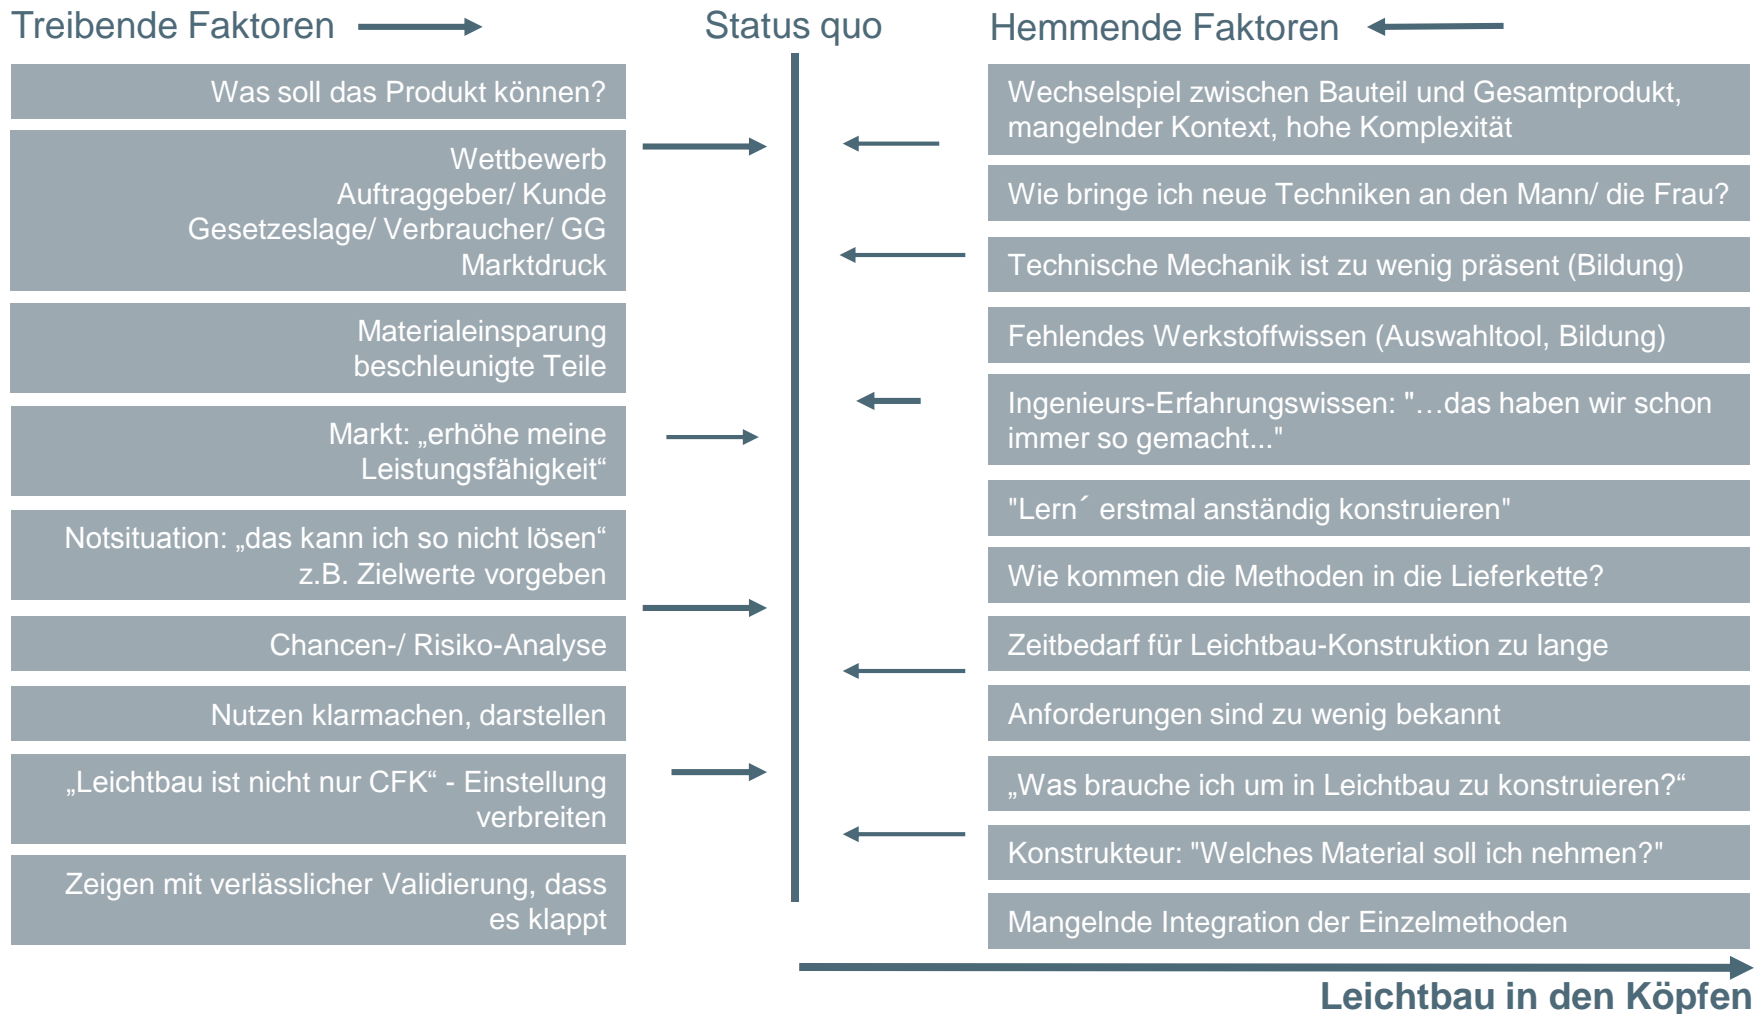 Treibende Faktoren
Status quo
Hemmende Faktoren
Was soll das Produkt können?
Wettbewerb
Auftraggeber/ Kunde
Gesetzeslage/ Verbraucher/ GG
Marktdruck
Materialeinsparung
beschleunigte Teile
Markt: „erhöhe meine
Leistungsfähigkeit“
Notsituation: „das kann ich so nicht lösen“
z.B. Zielwerte vorgeben
Chancen-/ Risiko-Analyse
Nutzen klarmachen, darstellen
„Leichtbau ist nicht nur CFK“ - Einstellung
verbreiten
Zeigen mit verlässlicher Validierung, dass
es klappt
Wechselspiel zwischen Bauteil und Gesamtprodukt,
mangelnder Kontext, hohe Komplexität
Wie bringe ich neue Techniken an den Mann/ die Frau?
Technische Mechanik ist zu wenig präsent (Bildung)
Fehlendes Werkstoffwissen (Auswahltool, Bildung)
Ingenieurs-Erfahrungswissen: "…das haben wir schon
immer so gemacht..."
"Lern´ erstmal anständig konstruieren"
Wie kommen die Methoden in die Lieferkette?
Zeitbedarf für Leichtbau-Konstruktion zu lange
Anforderungen sind zu wenig bekannt
„Was brauche ich um in Leichtbau zu konstruieren?“
Konstrukteur: "Welches Material soll ich nehmen?"
Mangelnde Integration der Einzelmethoden
Leichtbau in den Köpfen